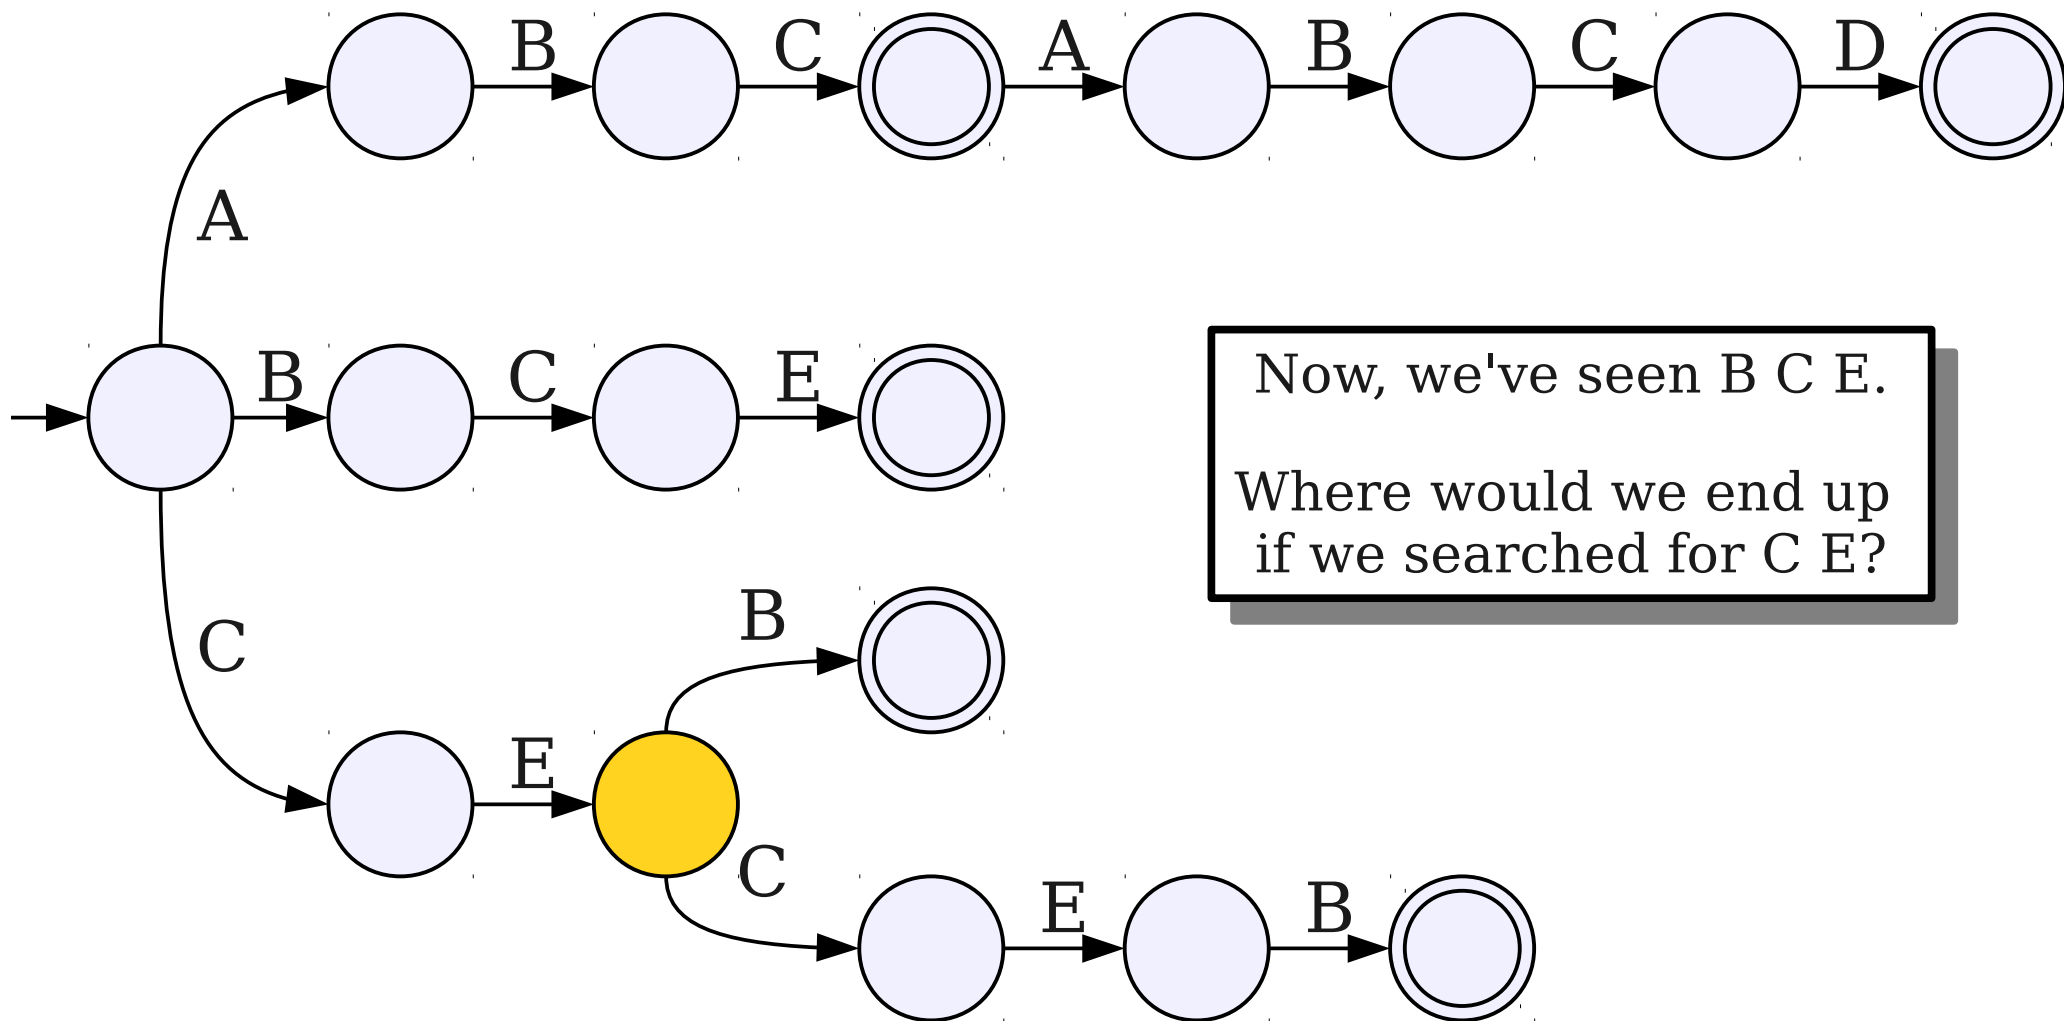 B C A B C D
A
B C E
Now, we've seen B C E.
Where would we end up
if we searched for C E?
B
C
E
C
E B